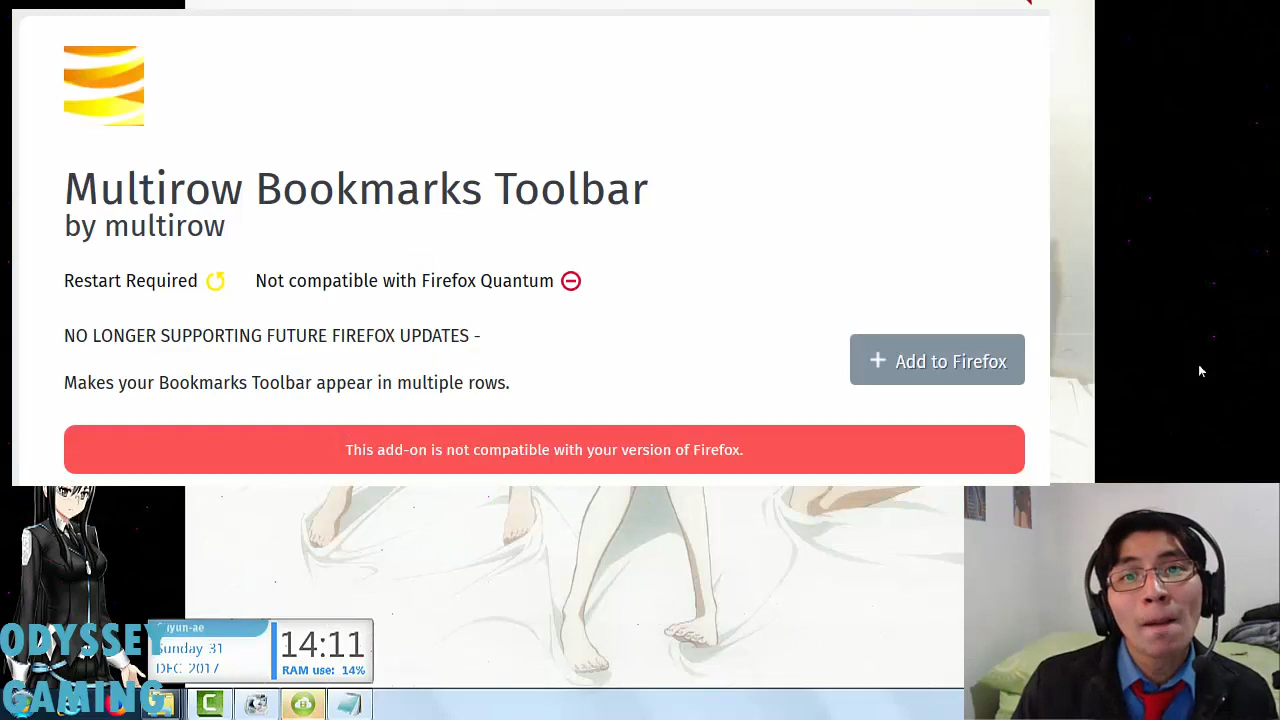 Multirow Bookmarks Toolbar
by multirow
Restart Required Not compatible with Firefox Quantum
NO LONGER SUPPORTING FUTURE FIREFOX UPDATES -
+ Add to Firefox
Makes your Bookmarks Toolbar appear in multiple rows.
This add-on is not compatible with your version of Firefox.
Sunday 31
DEC 2017
14:11
RAM use: 14%
ODYSSEY
GAMING